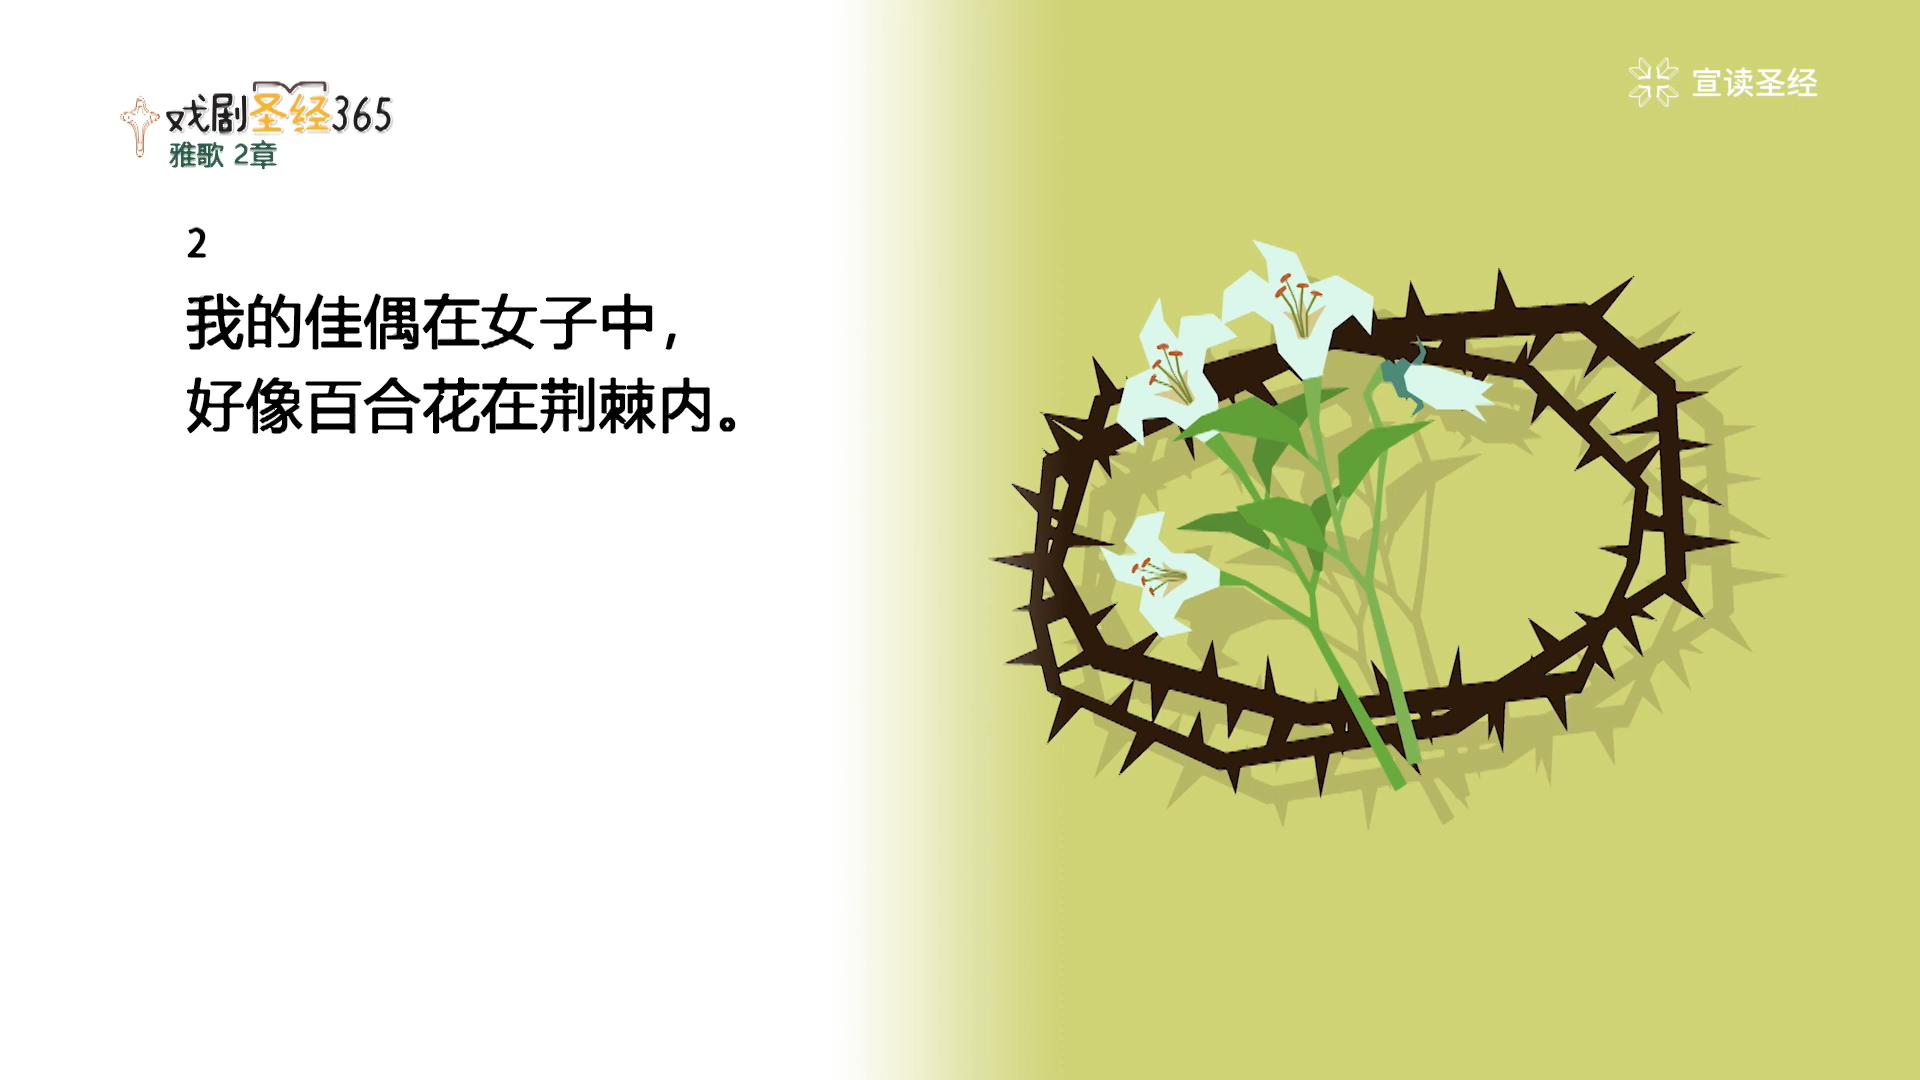 戏剧圣经365
雅歌 2章
宣读圣经
2
我的佳偶在女子中,
好像百合花在荆棘内。